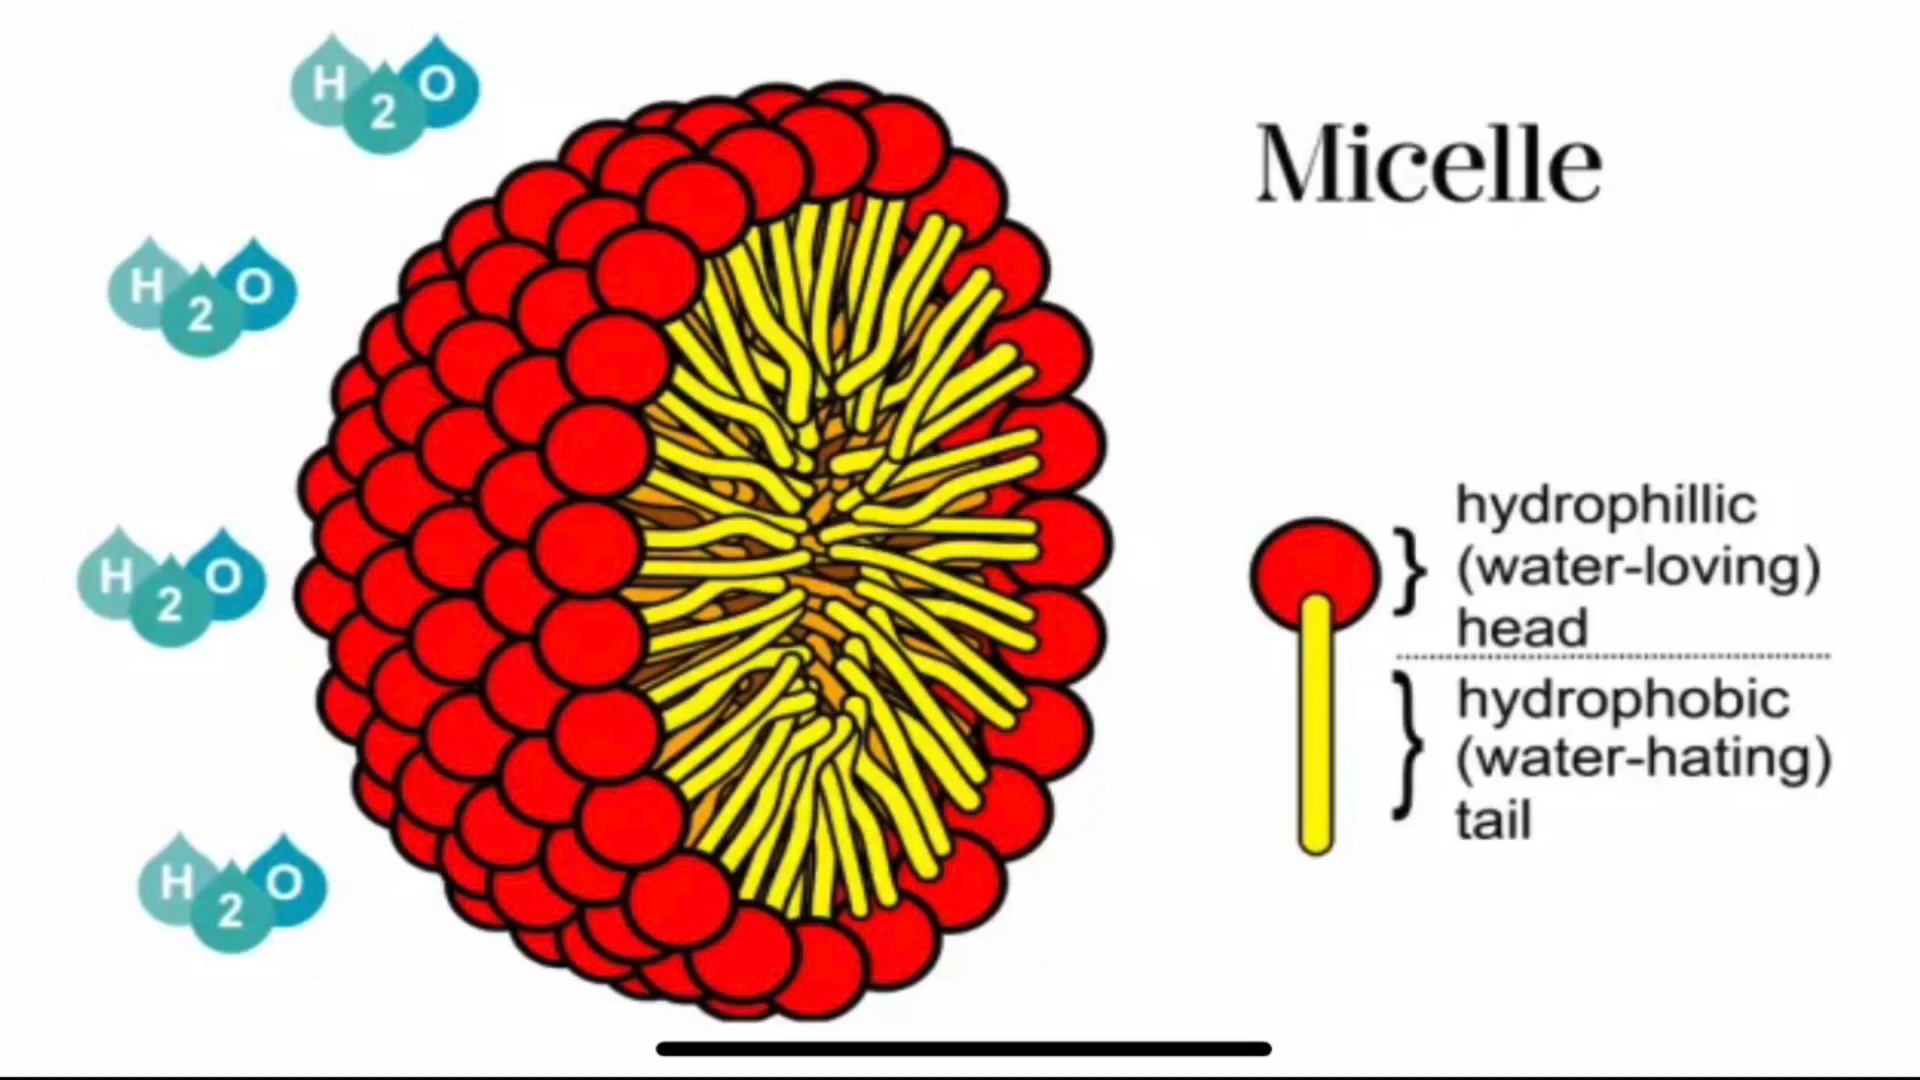 H2O
Micelle
H2O
hydrophillic
(water-loving)
head
H2O
hydrophobic
(water-hating)
tail
H2O